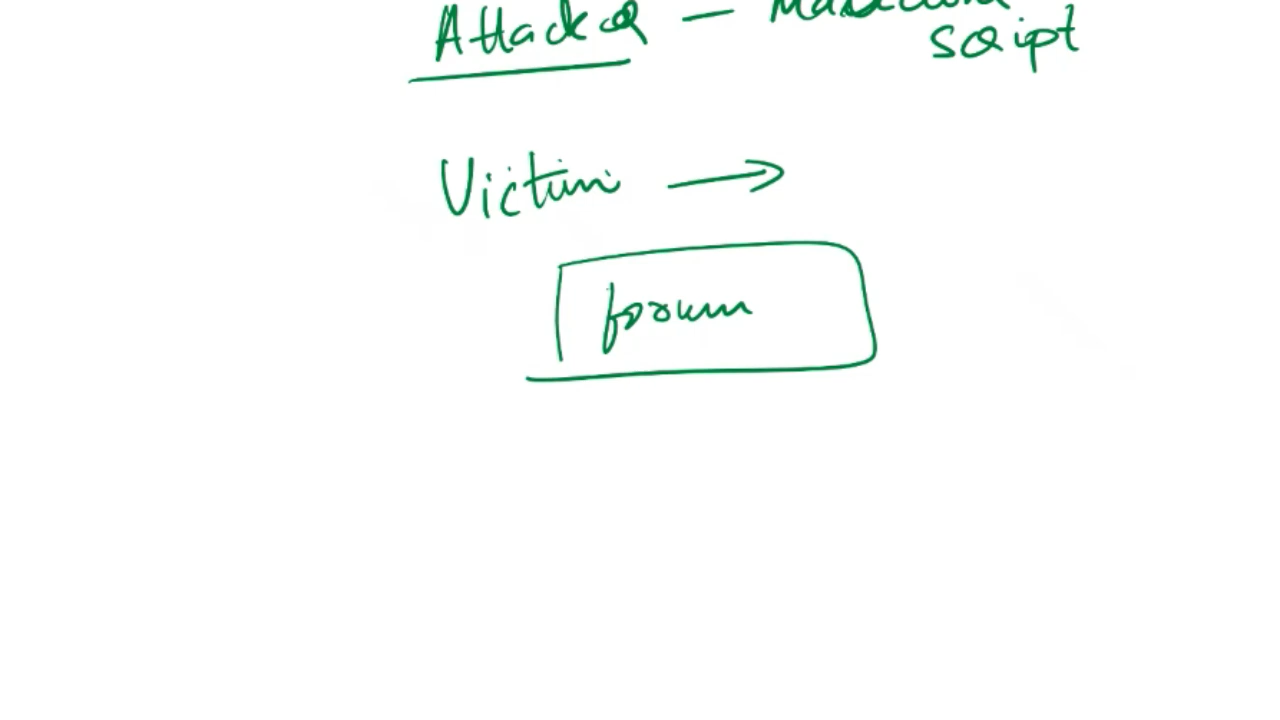 Attacker —
script
Victim →
forum